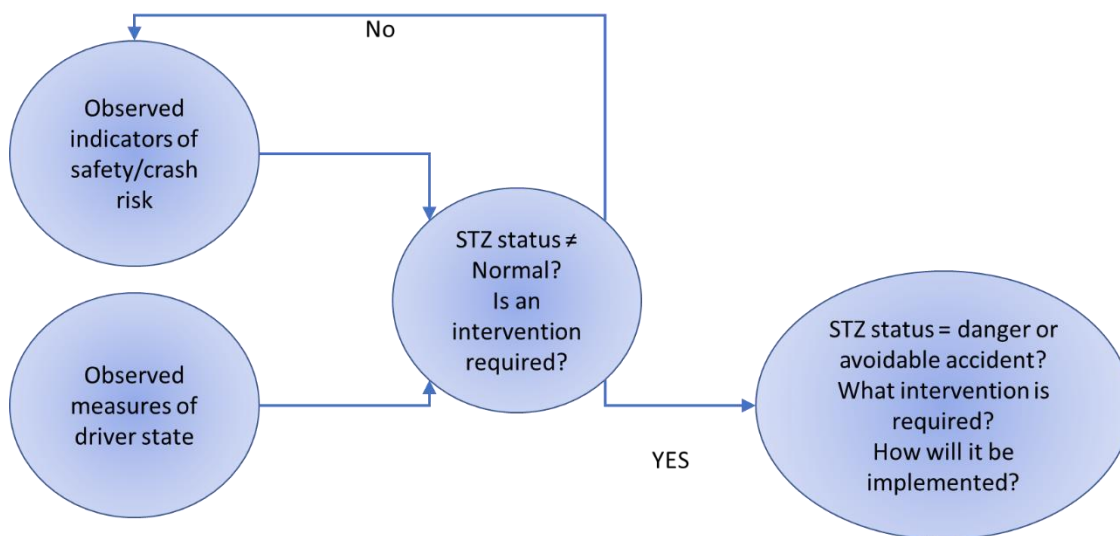 No
Observed
indicators of
safety/crash
risk
STZ status ≠
Normal?
Is an
intervention
required?
Observed
measures of
driver state
STZ status = danger or
avoidable accident?
What intervention is
required?
How will it be
implemented?
YES